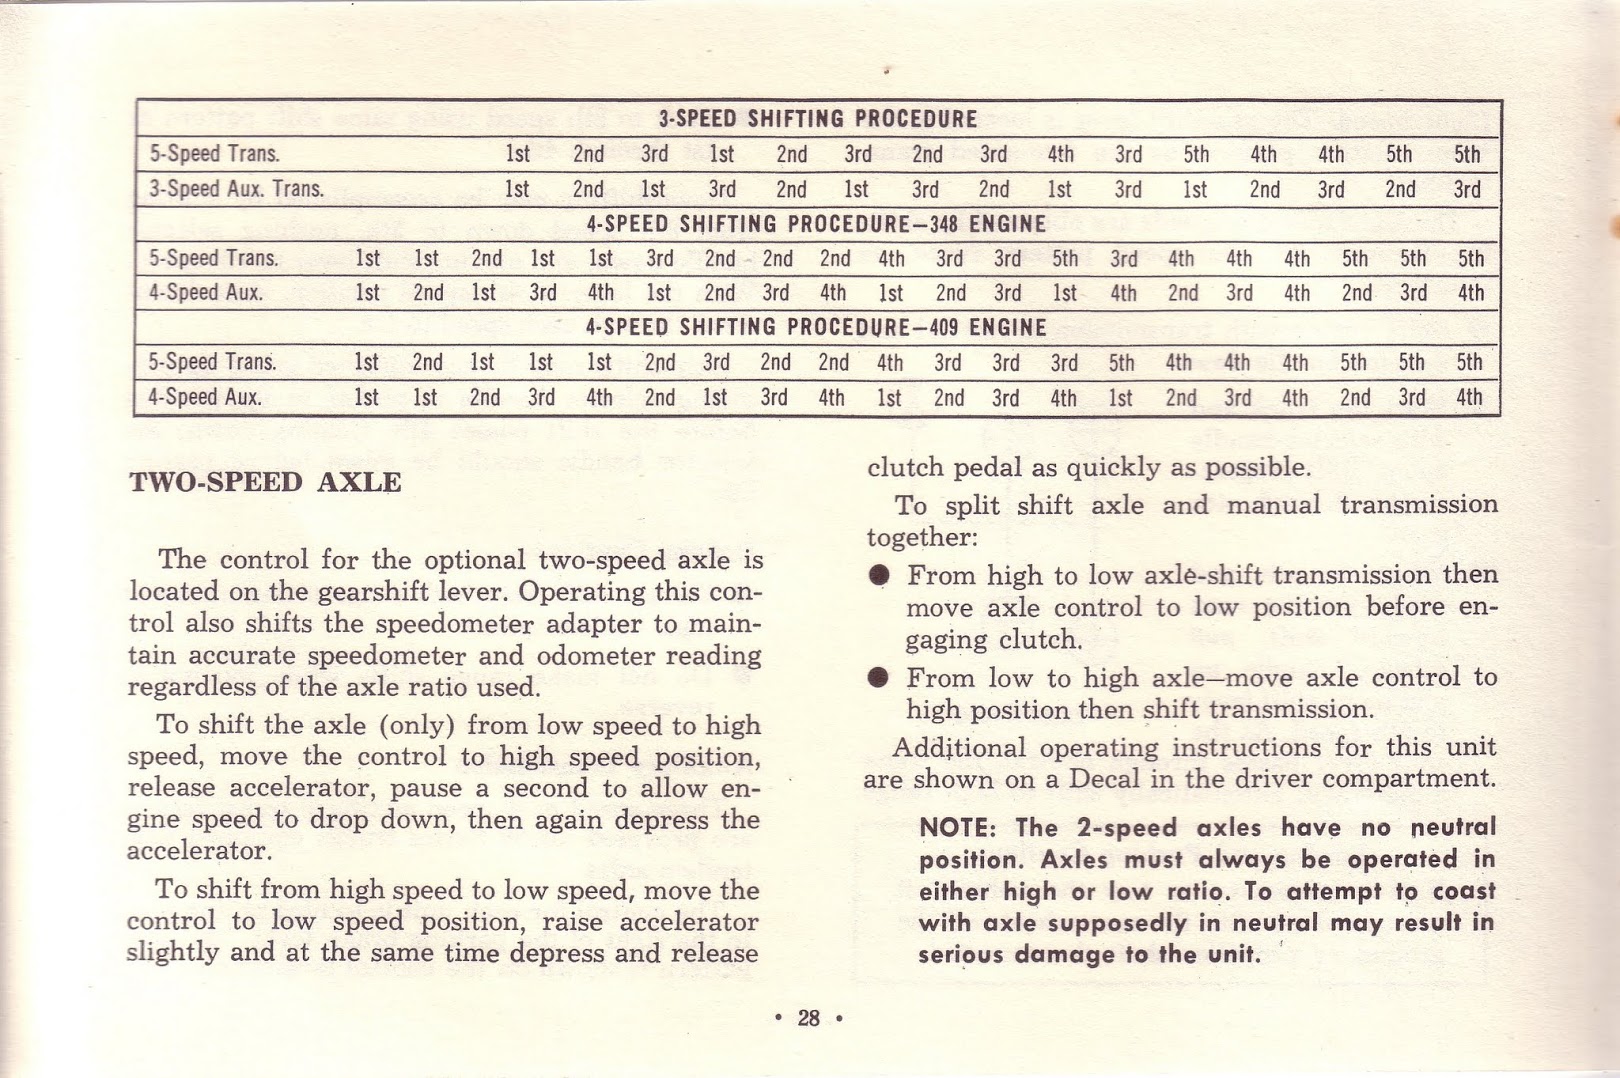 3-SPEED SHIFTING PROCEDURE
5-Speed Trans. 1st 2nd 3rd 1st 2nd 3rd 2nd 3rd 4th 3rd 5th 4th 4th 5th 5th
3-Speed Aux. Trans. 1st 2nd 1st 3rd 2nd 1st 3rd 2nd 1st 3rd 1st 2nd 3rd 2nd 3rd
4-SPEED SHIFTING PROCEDURE—348 ENGINE
5-Speed Trans. 1st 1st 2nd 1st 1st 3rd 2nd 2nd 2nd 4th 3rd 3rd 5th 3rd 4th 4th 4th 5th 5th 5th
4-Speed Aux. 1st 2nd 1st 3rd 4th 1st 2nd 3rd 4th 1st 2nd 3rd 1st 4th 2nd 3rd 4th 2nd 3rd 4th
4-SPEED SHIFTING PROCEDURE—409 ENGINE
5-Speed Trans. 1st 2nd 1st 1st 1st 2nd 3rd 2nd 2nd 4th 3rd 3rd 3rd 5th 4th 4th 4th 5th 5th 5th
4-Speed Aux. 1st 1st 2nd 3rd 4th 2nd 1st 3rd 4th 1st 2nd 3rd 4th 1st 2nd 3rd 4th 2nd 3rd 4th
TWO-SPEED AXLE
The control for the optional two-speed axle is
located on the gearshift lever. Operating this con-
trol also shifts the speedometer adapter to main-
tain accurate speedometer and odometer reading
regardless of the axle ratio used.
To shift the axle (only) from low speed to high
speed, move the control to high speed position,
release accelerator, pause a second to allow en-
gine speed to drop down, then again depress the
accelerator.
To shift from high speed to low speed, move the
control to low speed position, raise accelerator
slightly and at the same time depress and release
clutch pedal as quickly as possible.
To split shift axle and manual transmission
together:
● From high to low axle-shift transmission then
move axle control to low position before en-
gaging clutch.
● From low to high axle—move axle control to
high position then shift transmission.
Additional operating instructions for this unit
are shown on a Decal in the driver compartment.
NOTE: The 2-speed axles have no neutral
position. Axles must always be operated in
either high or low ratio. To attempt to coast
with axle supposedly in neutral may result in
serious damage to the unit.
• 28 •